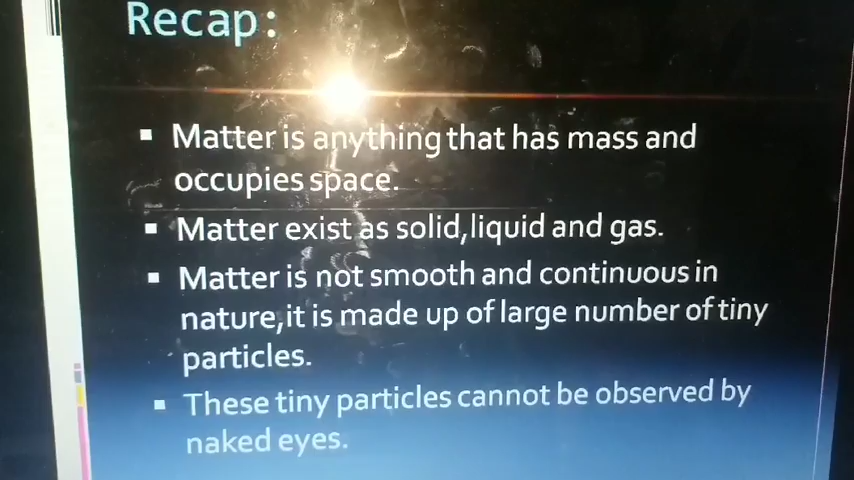 Recap:
Matter is anything that has mass and
occupies space.
Matter exist as solid,liquid and gas.
Matter is not smooth and continuous in
nature,it is made up of large number of tiny
particles.
These tiny particles cannot be observed by
naked eyes.